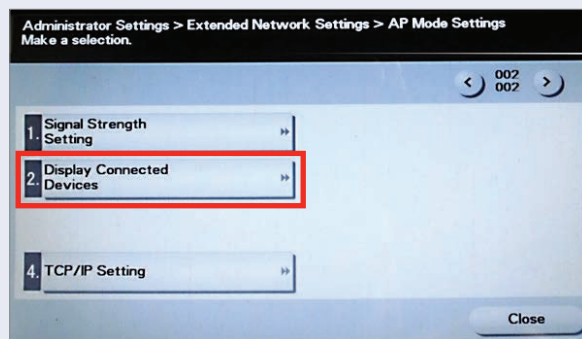 Administrator Settings > Extended Network Settings > AP Mode Settings
Make a selection.
002
002
1. Signal Strength
Setting
2. Display Connected
Devices
4. TCP/IP Setting
Close